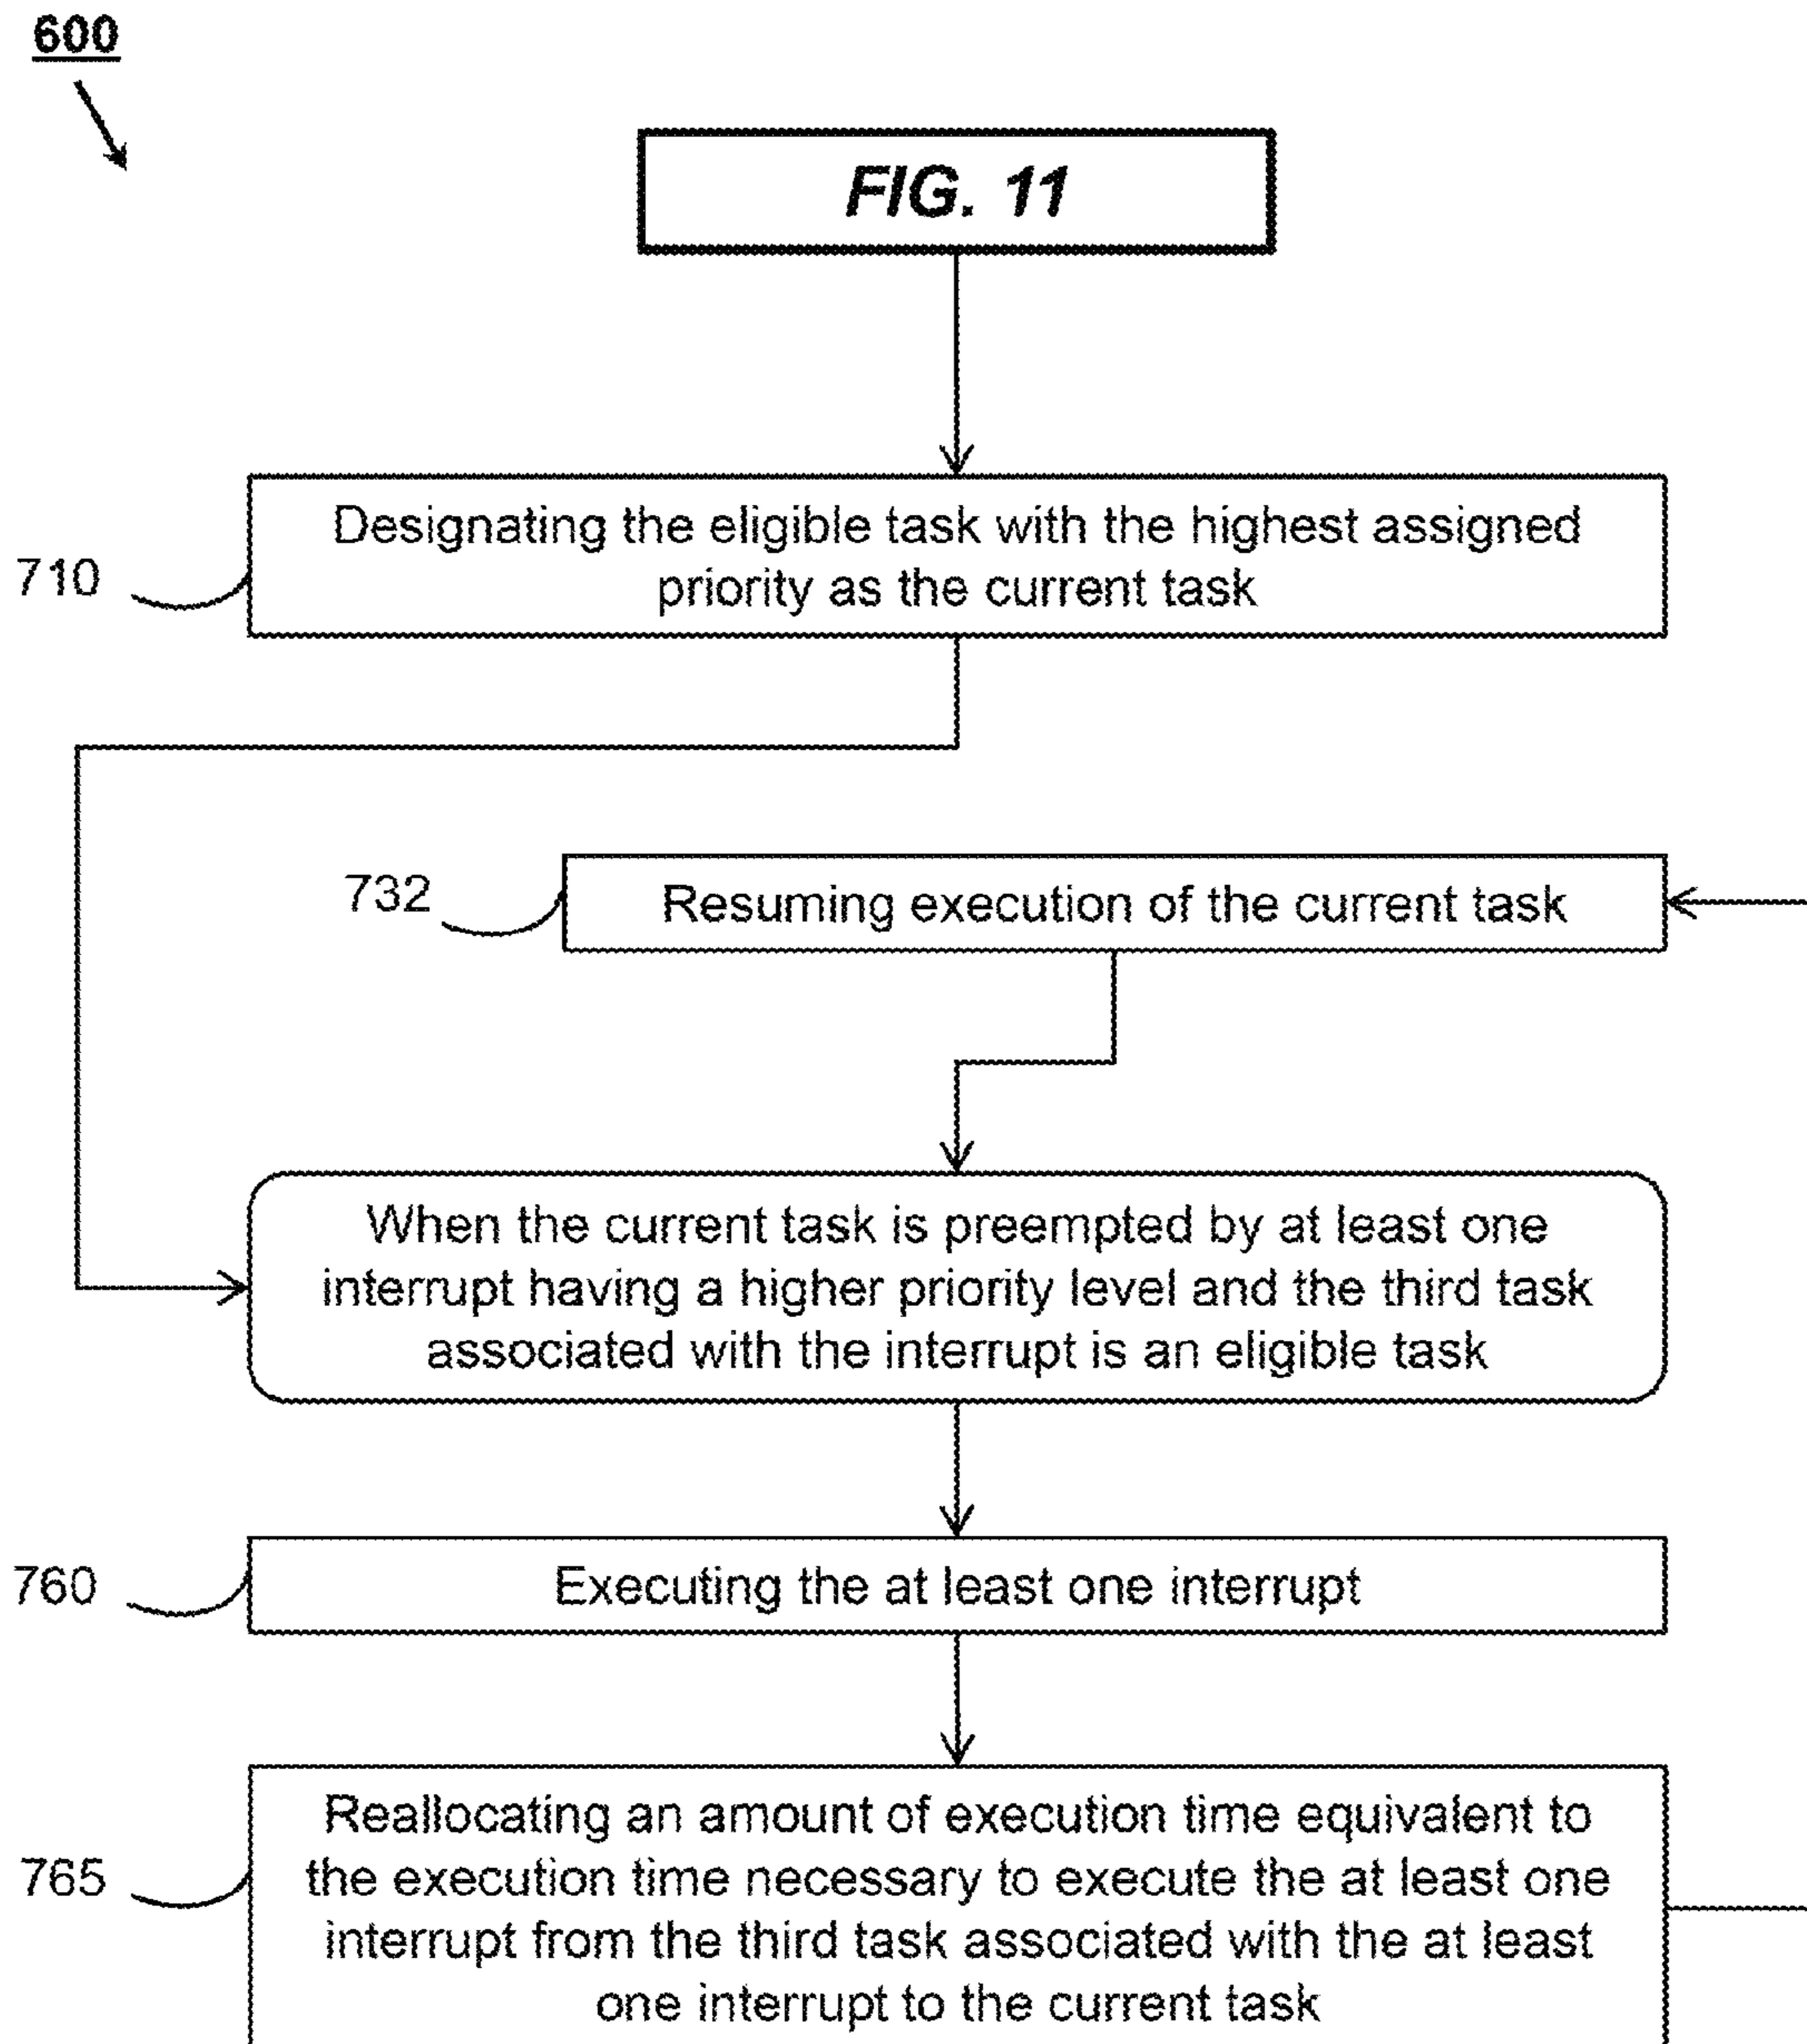 600
FIG. 11
710
Designating the eligible task with the highest assigned
priority as the current task
732
Resuming execution of the current task
When the current task is preempted by at least one
interrupt having a higher priority level and the third task
associated with the interrupt is an eligible task
760
Executing the at least one interrupt
765
Reallocating an amount of execution time equivalent to
the execution time necessary to execute the at least one
interrupt from the third task associated with the at least
one interrupt to the current task